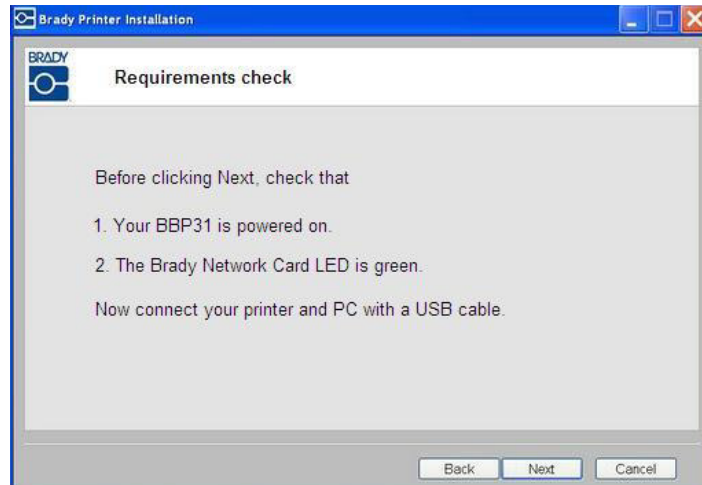 Brady Printer Installation
BRADY
Requirements check
Before clicking Next, check that
1. Your BBP31 is powered on.
2. The Brady Network Card LED is green.
Now connect your printer and PC with a USB cable.
Back Next Cancel